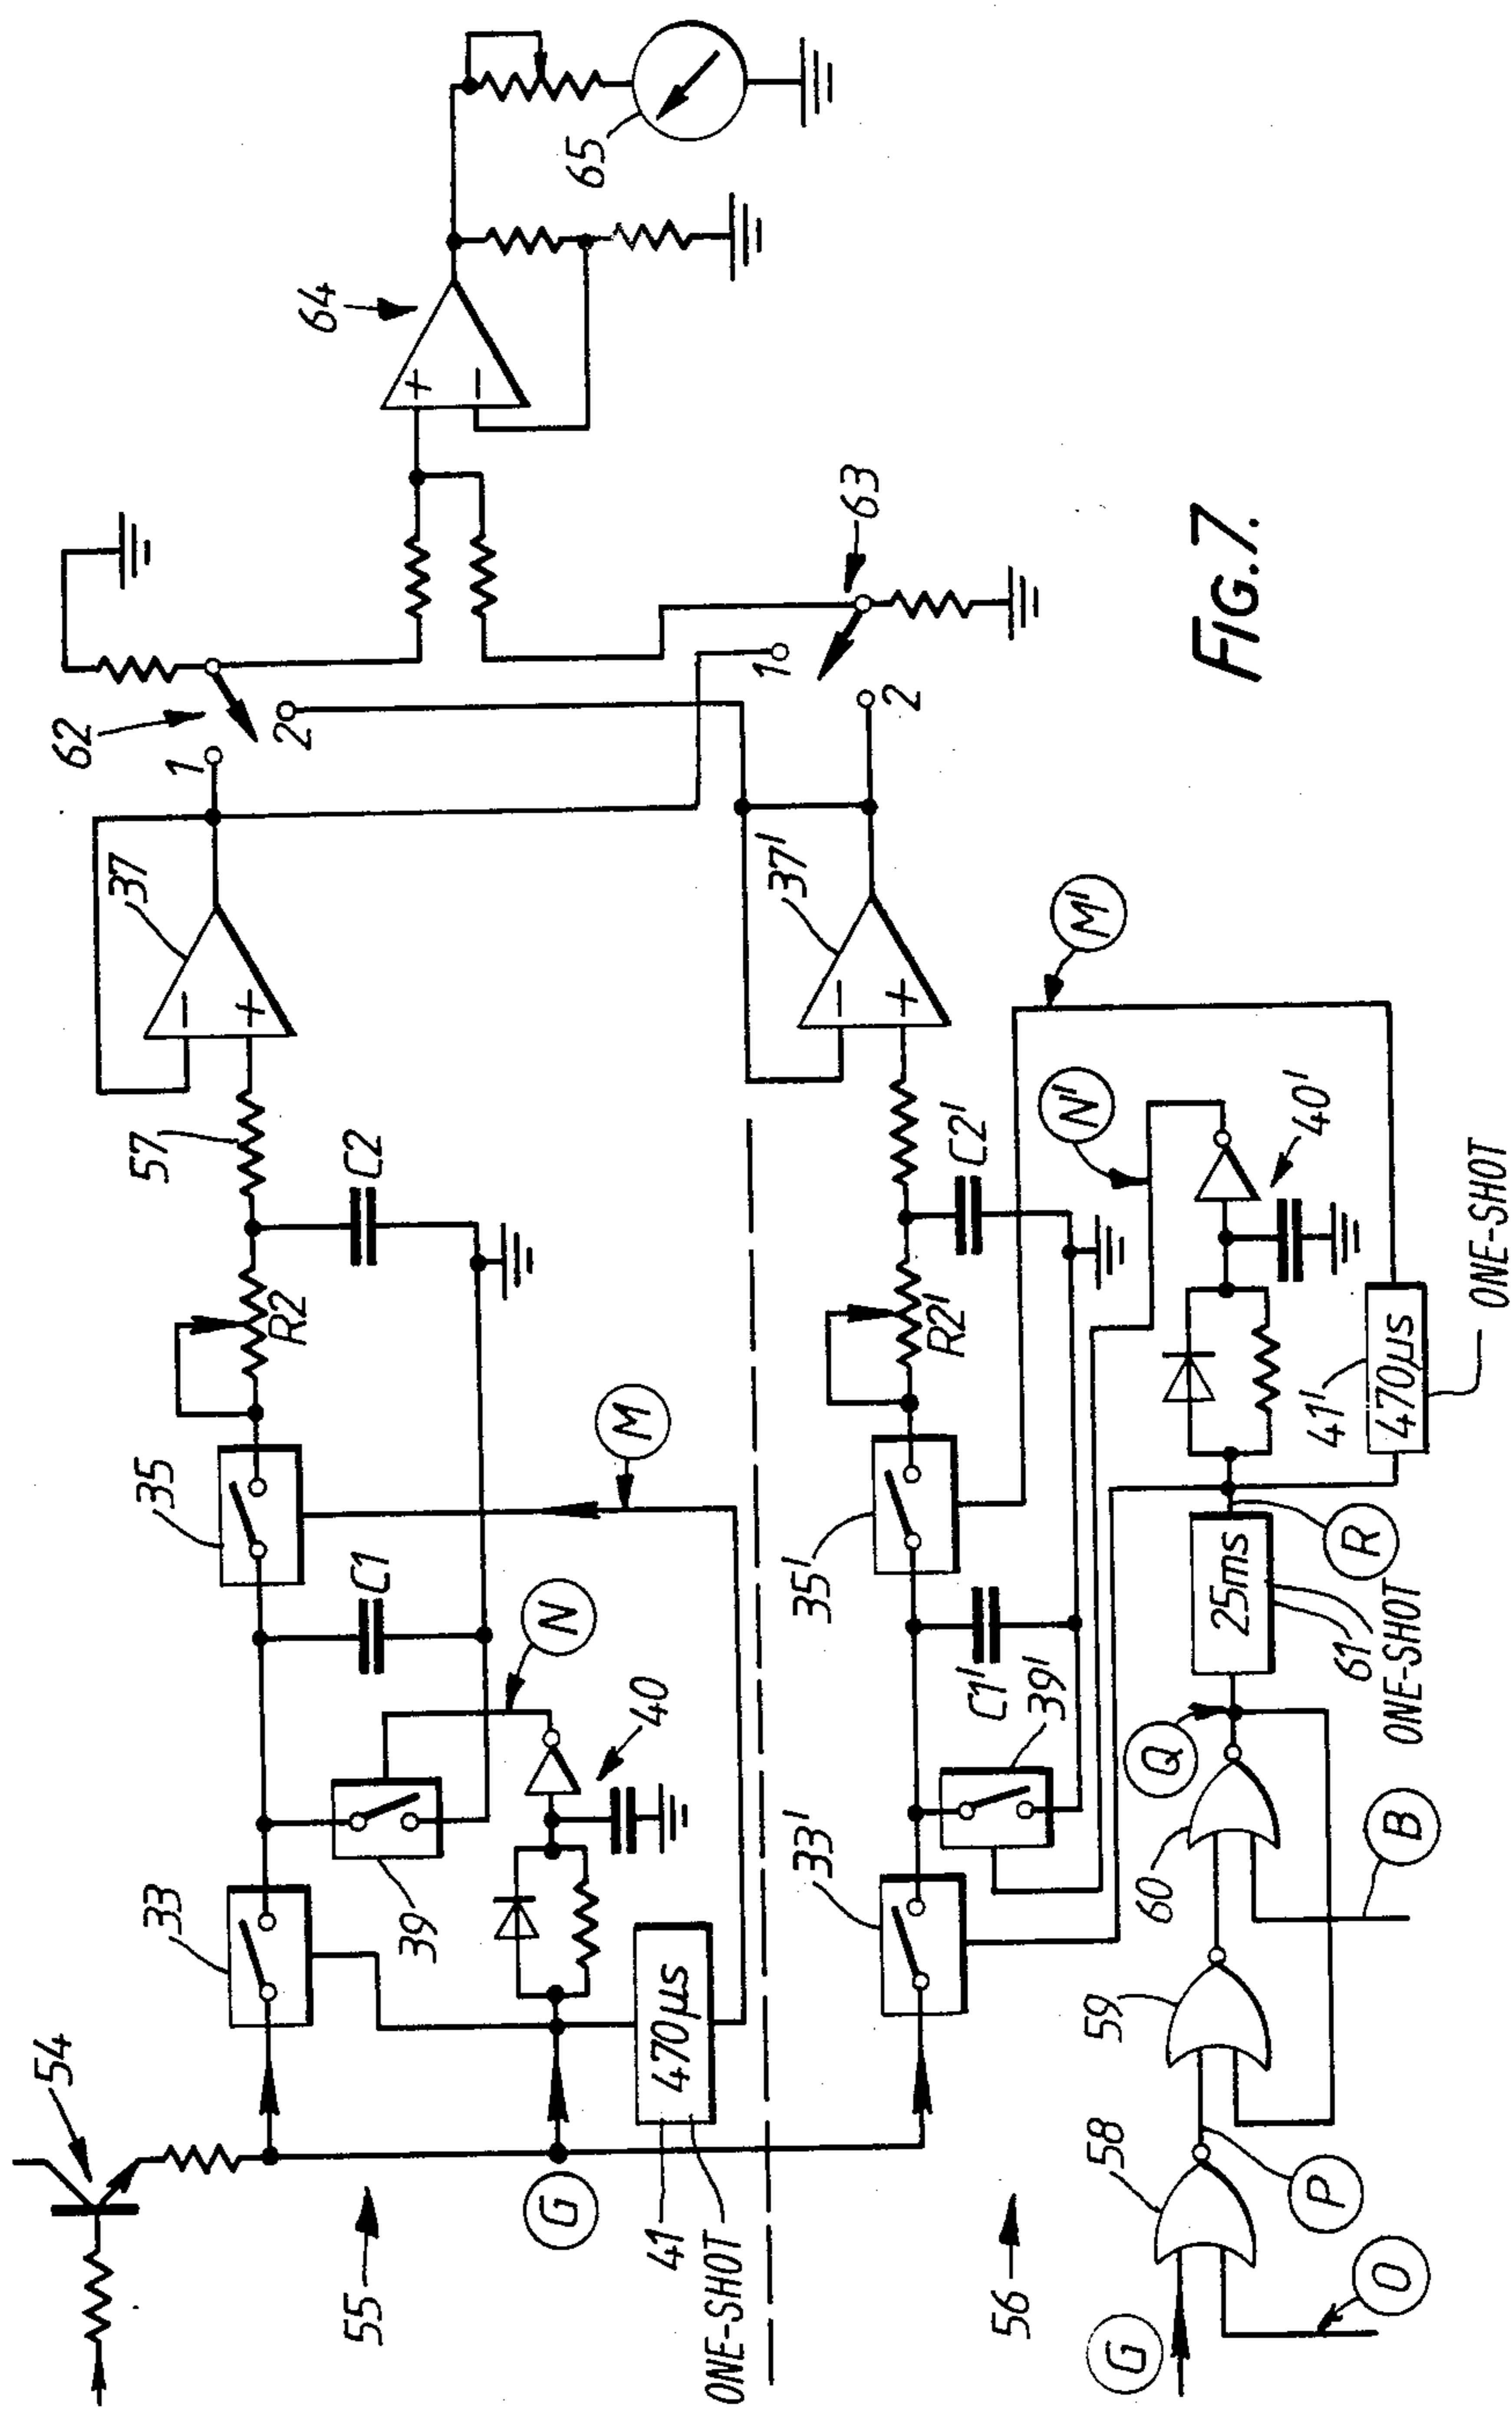 54
55
33
35
R2
57
37
62
1
2
C1
C2
39
N
M
40
G
41
470μs
ONE-SHOT
64
+
−
65
−
+
1
63
2
56
33'
35'
R2'
37'
−
+
C1'
C2'
39'
M'
N'
40'
G
O
58
P
59
60
B
Q
25ms
61
ONE-SHOT
R
41'
470μs
ONE-SHOT
FIG.7.